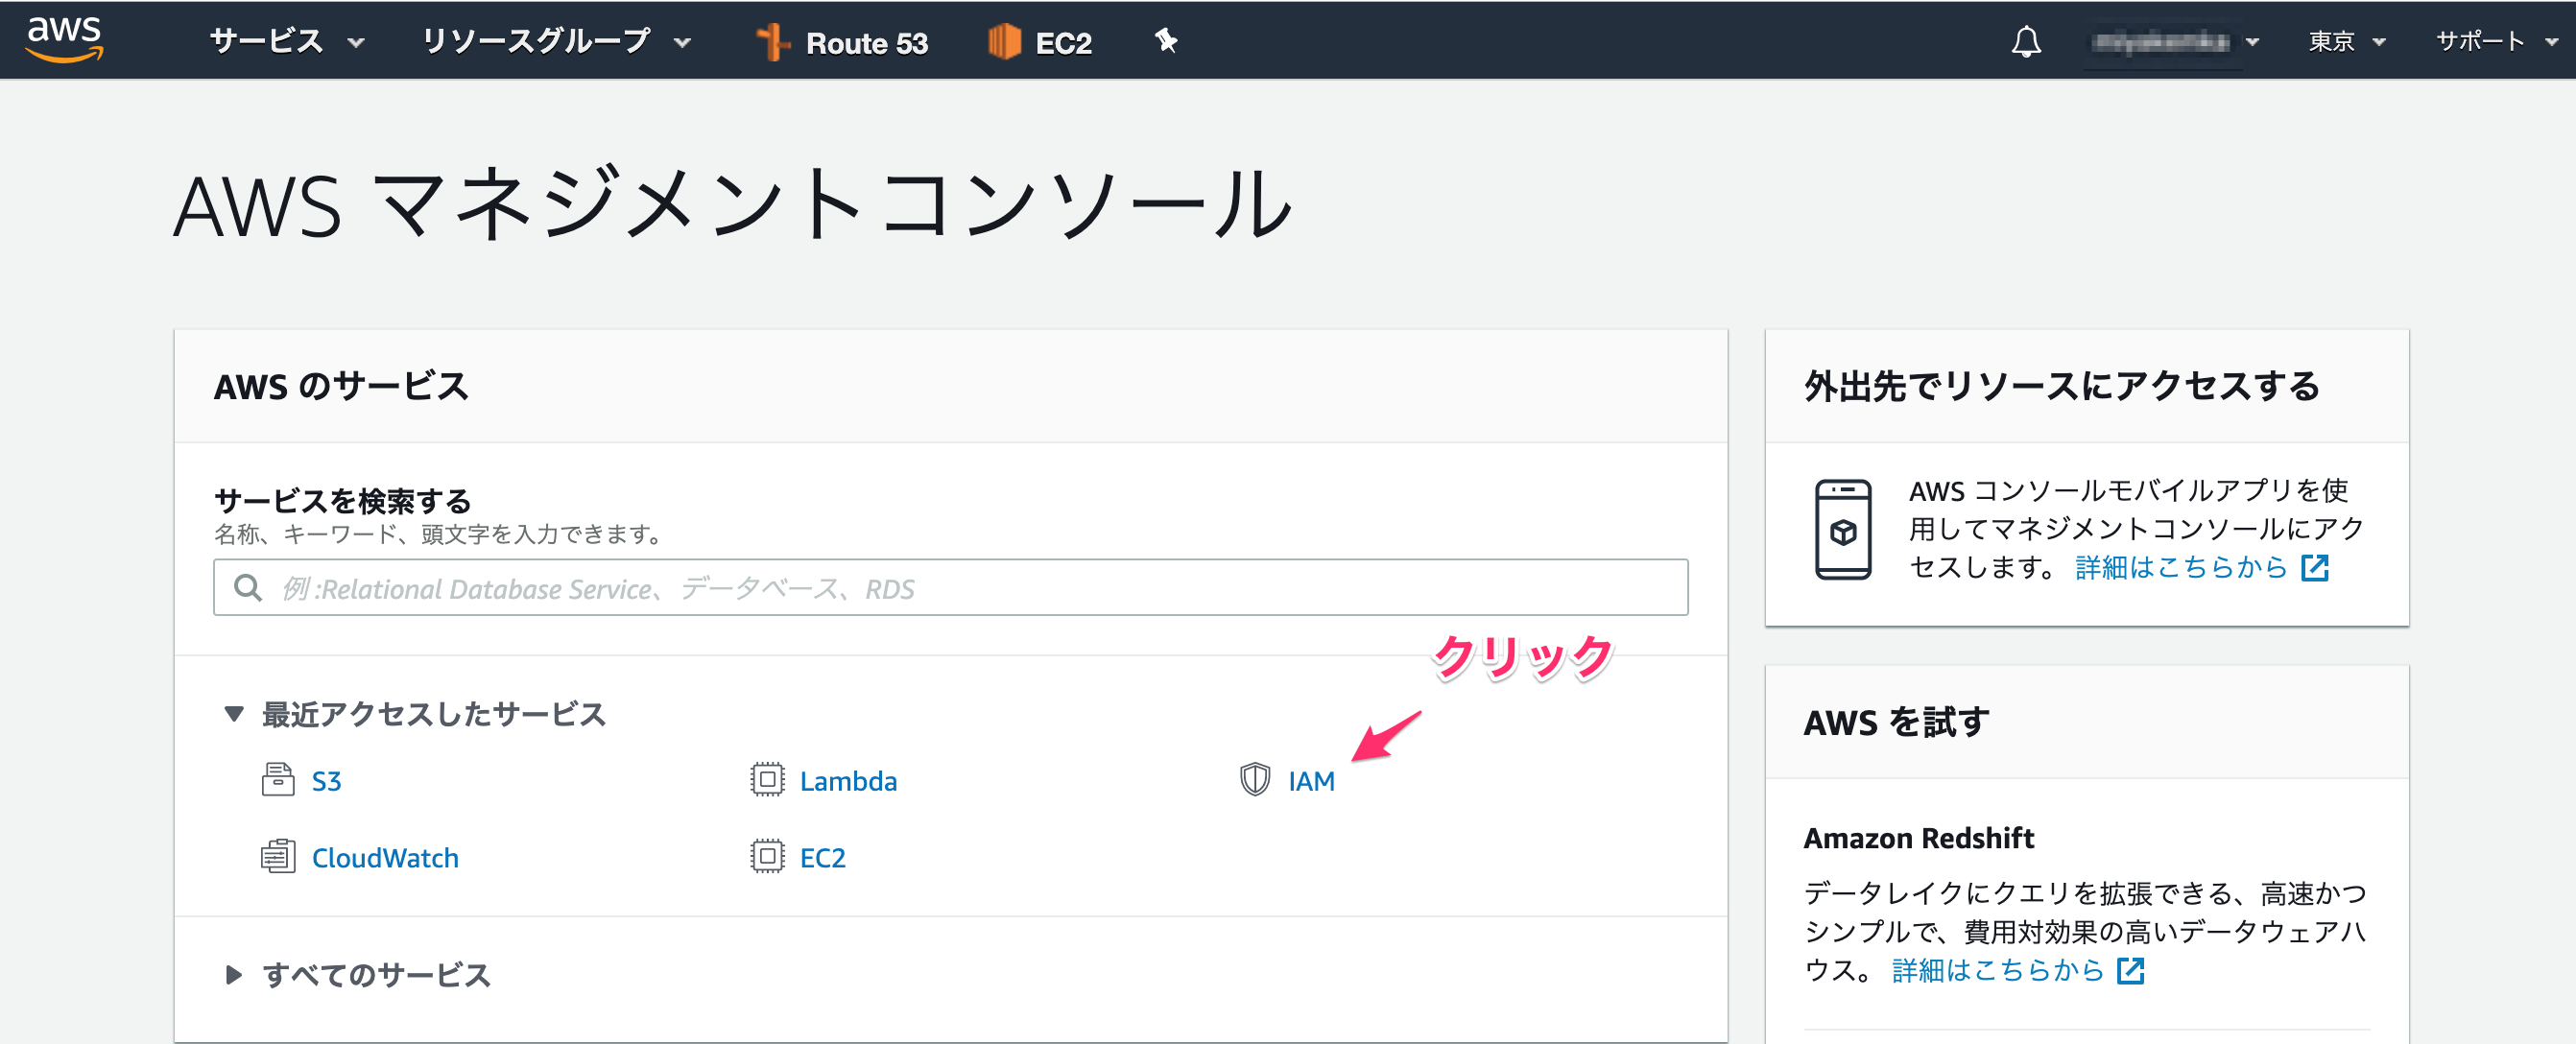 aws サービス リソースグループ Route 53 EC2 東京 サポート
AWS マネジメントコンソール
AWS のサービス
サービスを検索する
名称、キーワード、頭文字を入力できます。
例 :Relational Database Service、データベース、RDS
クリック
最近アクセスしたサービス
S3 Lambda IAM
CloudWatch EC2
すべてのサービス
外出先でリソースにアクセスする
AWS コンソールモバイルアプリを使
用してマネジメントコンソールにアク
セスします。 詳細はこちらから
AWS を試す
Amazon Redshift
データレイクにクエリを拡張できる、高速かつ
シンプルで、費用対効果の高いデータウェアハ
ウス。 詳細はこちらから